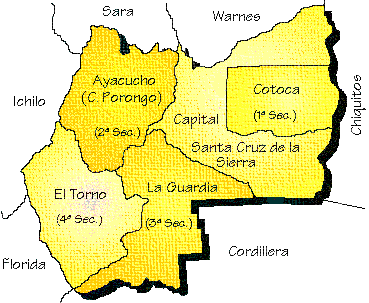 Sara
Warnes
Ayacucho
(C. Porongo)
(2ª Sec.)
Ichilo
Cotoca
(1ª Sec.)
Chiquitos
Capital
Santa Cruz de la
Sierra
La Guardia
(3ª Sec.)
El Torno
(4ª Sec.)
Cordillera
Florida